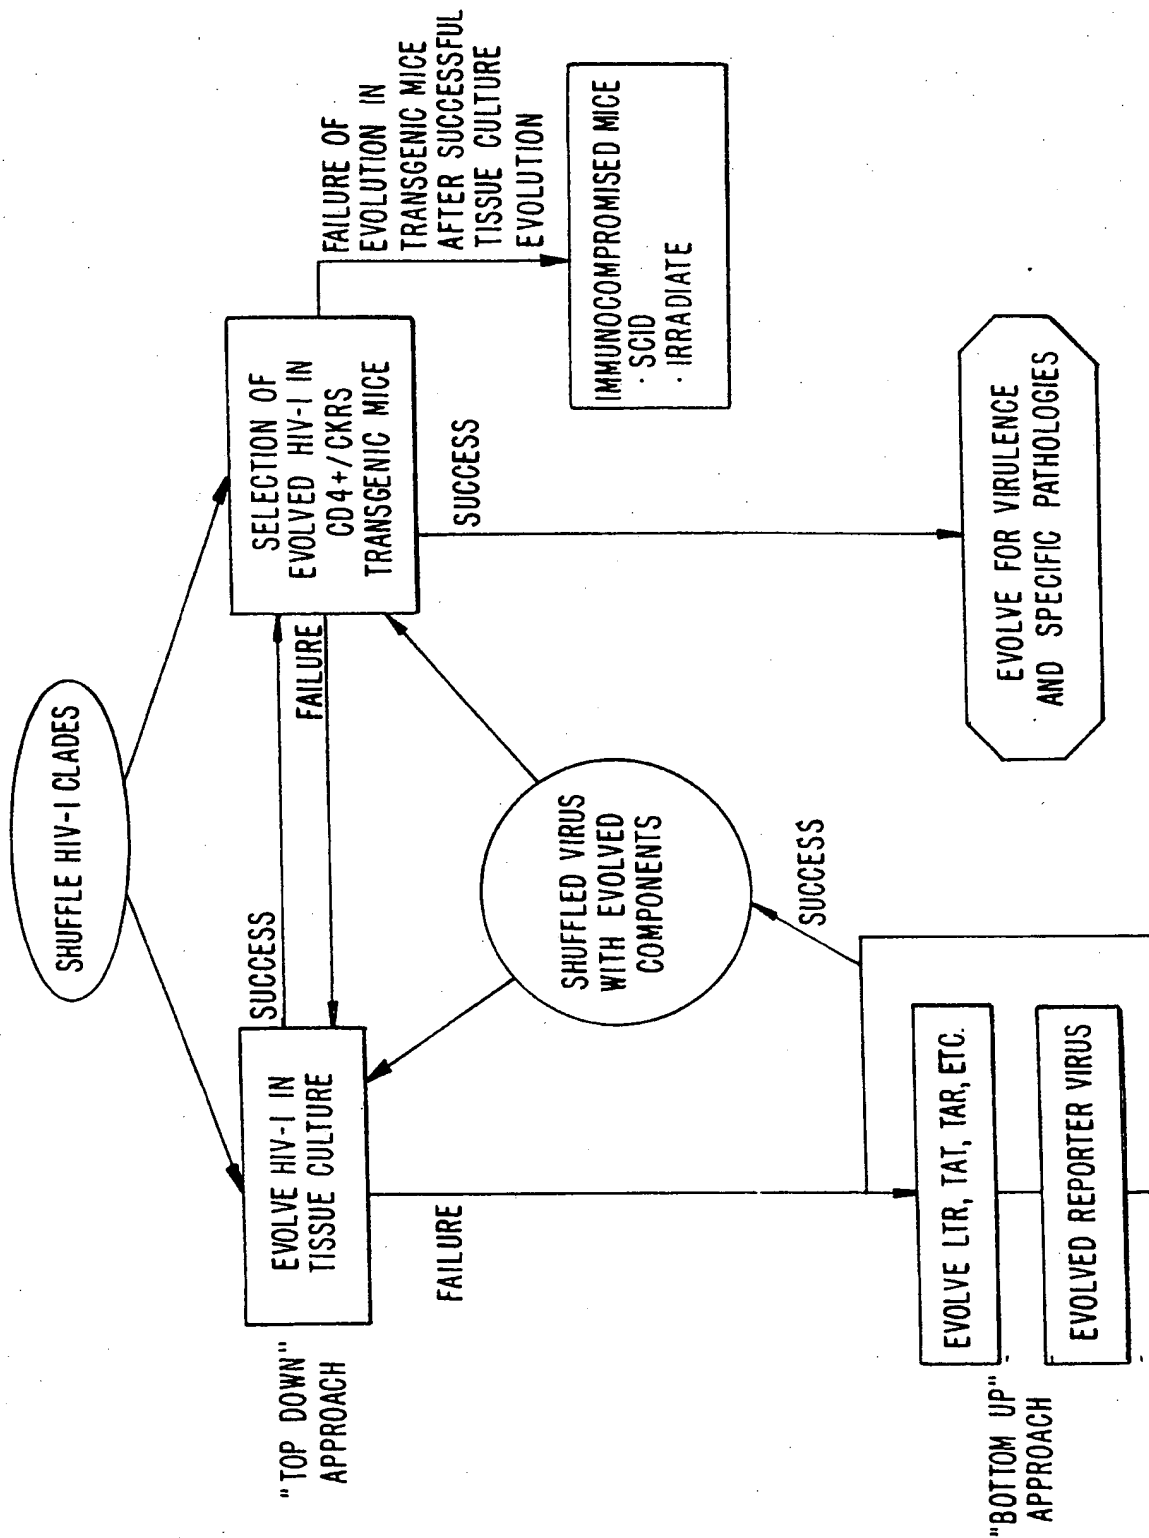 SHUFFLE HIV-1 CLADES
"TOP DOWN"
APPROACH
EVOLVE HIV-1 IN
TISSUE CULTURE
SUCCESS
FAILURE
SELECTION OF
EVOLVED HIV-1 IN
CD4+/CKRS
TRANSGENIC MICE
FAILURE OF
EVOLUTION IN
TRANSGENIC MICE
AFTER SUCCESSFUL
TISSUE CULTURE
EVOLUTION
IMMUNOCOMPROMISED MICE
· SCID
· IRRADIATE
FAILURE
SHUFFLED VIRUS
WITH EVOLVED
COMPONENTS
SUCCESS
SUCCESS
EVOLVE FOR VIRULENCE
AND SPECIFIC PATHOLOGIES
"BOTTOM UP"
APPROACH
EVOLVE LTR, TAT, TAR, ETC.
EVOLVED REPORTER VIRUS